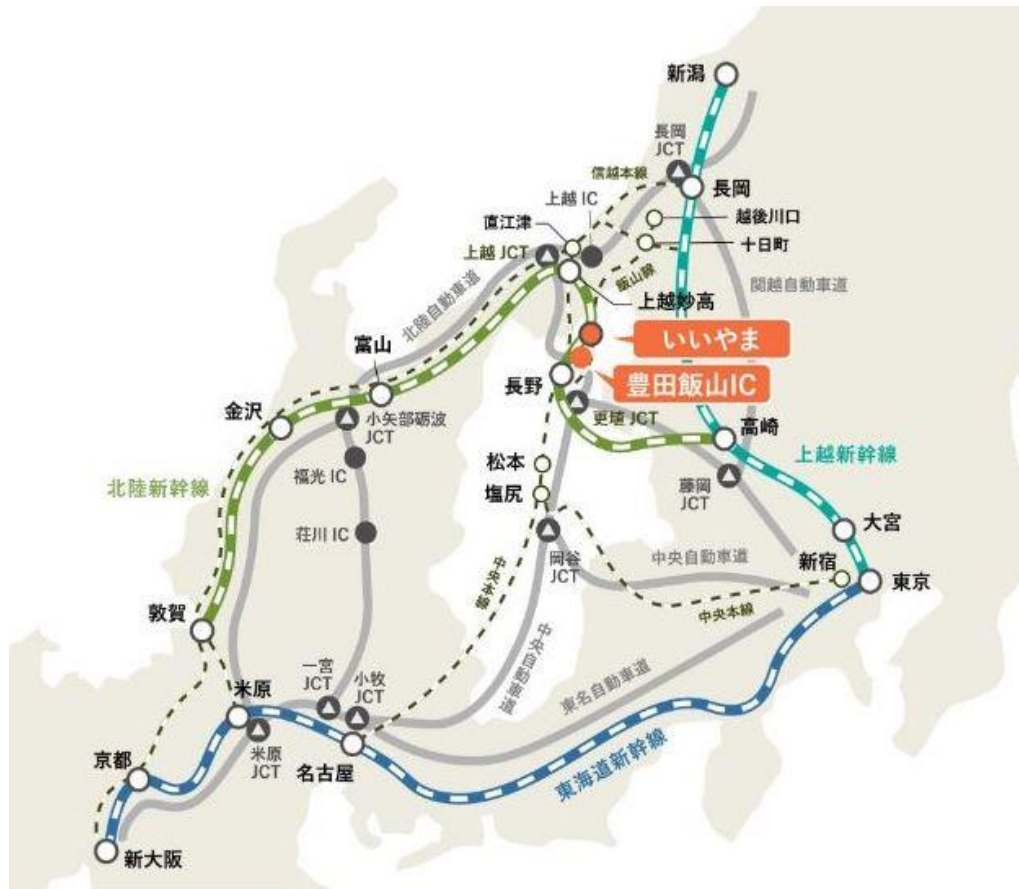 新潟
長岡
JCT
信越本線
長岡
上越 IC
越後川口
直江津
十日町
上越 JCT
飯山線
関越自動車道
上越妙高
北陸自動車道
いいやま
富山
豊田飯山IC
長野
金沢
小矢部砺波
JCT
更埴 JCT
高崎
上越新幹線
松本
福光 IC
北陸新幹線
塩尻
藤岡
JCT
大宮
荘川 IC
岡谷
JCT
中央自動車道
新宿
東京
中央本線
中央本線
敦賀
中央自動車道
一宮
JCT
小牧
JCT
東名自動車道
米原
米原
JCT
京都
名古屋
東海道新幹線
新大阪